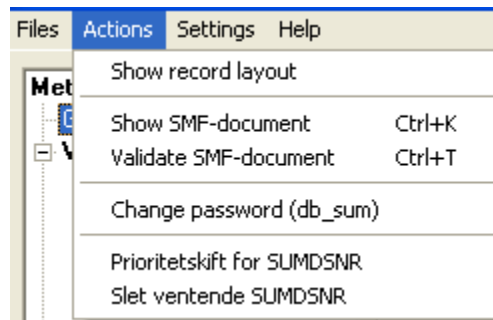 Files Actions Settings Help
Show record layout
Show SMF-document Ctrl+K
Validate SMF-document Ctrl+T
Change password (db_sum)
Prioritetskift for SUMDSNR
Slet ventende SUMDSNR